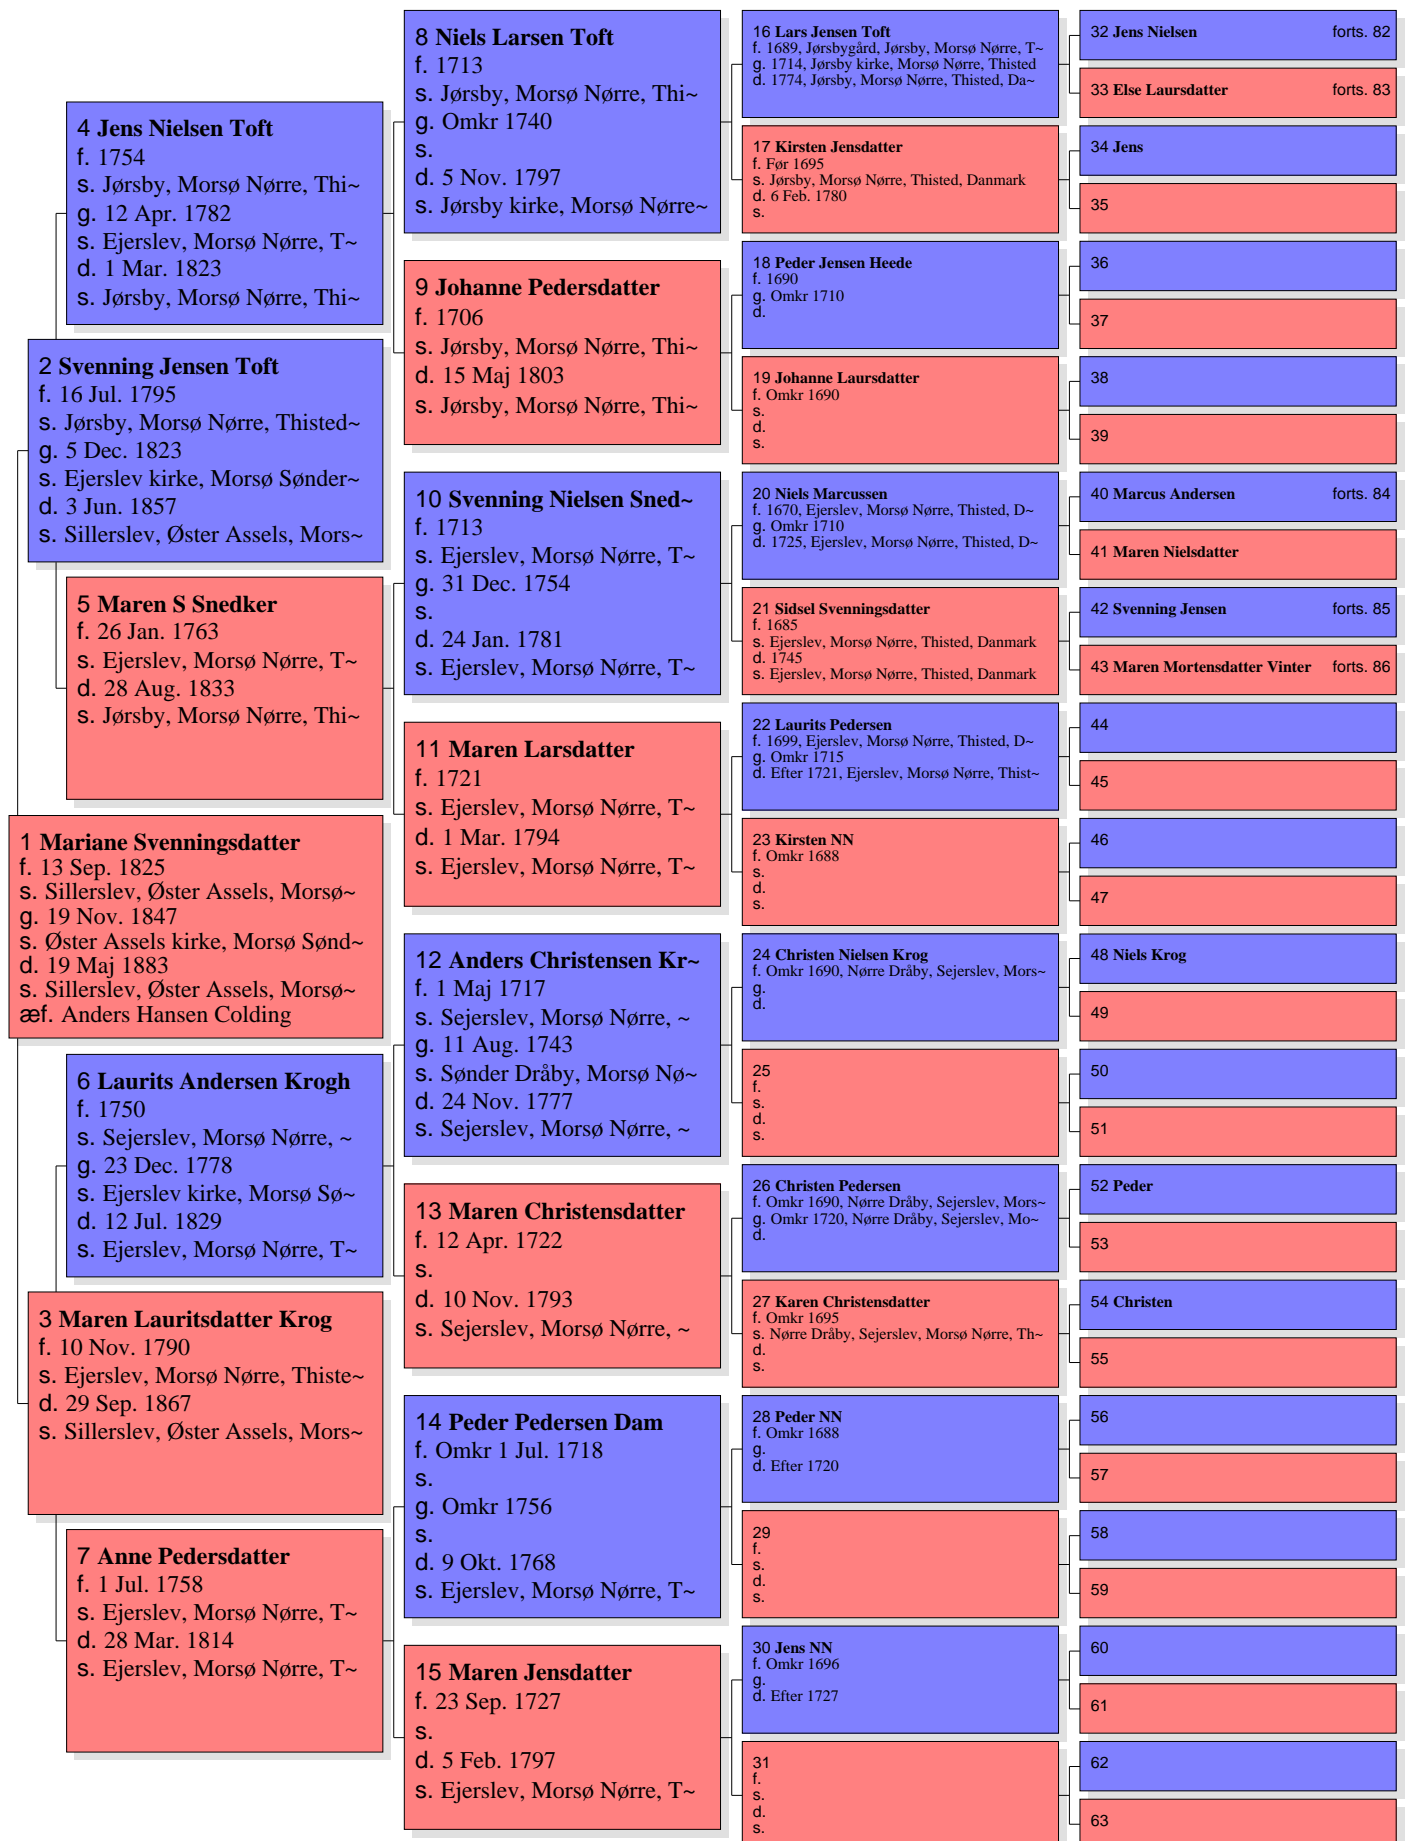 1 Mariane Svenningsdatter
f. 13 Sep. 1825
s. Sillerslev, Øster Assels, Morsø~
g. 19 Nov. 1847
s. Øster Assels kirke, Morsø Sønd~
d. 19 Maj 1883
s. Sillerslev, Øster Assels, Morsø~
æf. Anders Hansen Colding
2 Svenning Jensen Toft
f. 16 Jul. 1795
s. Jørsby, Morsø Nørre, Thisted~
g. 5 Dec. 1823
s. Ejerslev kirke, Morsø Sønder~
d. 3 Jun. 1857
s. Sillerslev, Øster Assels, Mors~
3 Maren Lauritsdatter Krog
f. 10 Nov. 1790
s. Ejerslev, Morsø Nørre, Thiste~
d. 29 Sep. 1867
s. Sillerslev, Øster Assels, Mors~
4 Jens Nielsen Toft
f. 1754
s. Jørsby, Morsø Nørre, Thi~
g. 12 Apr. 1782
s. Ejerslev, Morsø Nørre, T~
d. 1 Mar. 1823
s. Jørsby, Morsø Nørre, Thi~
5 Maren S Snedker
f. 26 Jan. 1763
s. Ejerslev, Morsø Nørre, T~
d. 28 Aug. 1833
s. Jørsby, Morsø Nørre, Thi~
6 Laurits Andersen Krogh
f. 1750
s. Sejerslev, Morsø Nørre, ~
g. 23 Dec. 1778
s. Ejerslev kirke, Morsø Sø~
d. 12 Jul. 1829
s. Ejerslev, Morsø Nørre, T~
7 Anne Pedersdatter
f. 1 Jul. 1758
s. Ejerslev, Morsø Nørre, T~
d. 28 Mar. 1814
s. Ejerslev, Morsø Nørre, T~
8 Niels Larsen Toft
f. 1713
s. Jørsby, Morsø Nørre, Thi~
g. Omkr 1740
s.
d. 5 Nov. 1797
s. Jørsby kirke, Morsø Nørre~
9 Johanne Pedersdatter
f. 1706
s. Jørsby, Morsø Nørre, Thi~
d. 15 Maj 1803
s. Jørsby, Morsø Nørre, Thi~
10 Svenning Nielsen Sned~
f. 1713
s. Ejerslev, Morsø Nørre, T~
g. 31 Dec. 1754
s.
d. 24 Jan. 1781
s. Ejerslev, Morsø Nørre, T~
11 Maren Larsdatter
f. 1721
s. Ejerslev, Morsø Nørre, T~
d. 1 Mar. 1794
s. Ejerslev, Morsø Nørre, T~
12 Anders Christensen Kr~
f. 1 Maj 1717
s. Sejerslev, Morsø Nørre, ~
g. 11 Aug. 1743
s. Sønder Dråby, Morsø Nø~
d. 24 Nov. 1777
s. Sejerslev, Morsø Nørre, ~
13 Maren Christensdatter
f. 12 Apr. 1722
s.
d. 10 Nov. 1793
s. Sejerslev, Morsø Nørre, ~
14 Peder Pedersen Dam
f. Omkr 1 Jul. 1718
s.
g. Omkr 1756
s.
d. 9 Okt. 1768
s. Ejerslev, Morsø Nørre, T~
15 Maren Jensdatter
f. 23 Sep. 1727
s.
d. 5 Feb. 1797
s. Ejerslev, Morsø Nørre, T~
16 Lars Jensen Toft
f. 1689, Jørsbygård, Jørsby, Morsø Nørre, T~
g. 1714, Jørsby kirke, Morsø Nørre, Thisted
d. 1774, Jørsby, Morsø Nørre, Thisted, Da~
17 Kirsten Jensdatter
f. Før 1695
s. Jørsby, Morsø Nørre, Thisted, Danmark
d. 6 Feb. 1780
s.
18 Peder Jensen Heede
f. 1690
g. Omkr 1710
d.
19 Johanne Laursdatter
f. Omkr 1690
s.
d.
s.
20 Niels Marcussen
f. 1670, Ejerslev, Morsø Nørre, Thisted, D~
g. Omkr 1710
d. 1725, Ejerslev, Morsø Nørre, Thisted, D~
21 Sidsel Svenningsdatter
f. 1685
s. Ejerslev, Morsø Nørre, Thisted, Danmark
d. 1745
s. Ejerslev, Morsø Nørre, Thisted, Danmark
22 Laurits Pedersen
f. 1699, Ejerslev, Morsø Nørre, Thisted, D~
g. Omkr 1715
d. Efter 1721, Ejerslev, Morsø Nørre, Thist~
23 Kirsten NN
f. Omkr 1688
s.
d.
s.
24 Christen Nielsen Krog
f. Omkr 1690, Nørre Dråby, Sejerslev, Mors~
g.
d.
25
f.
s.
d.
s.
26 Christen Pedersen
f. Omkr 1690, Nørre Dråby, Sejerslev, Mors~
g. Omkr 1720, Nørre Dråby, Sejerslev, Mo~
d.
27 Karen Christensdatter
f. Omkr 1695
s. Nørre Dråby, Sejerslev, Morsø Nørre, Th~
d.
s.
28 Peder NN
f. Omkr 1688
g.
d. Efter 1720
29
f.
s.
d.
s.
30 Jens NN
f. Omkr 1696
g.
d. Efter 1727
31
f.
s.
d.
s.
32 Jens Nielsen forts. 82
33 Else Laursdatter forts. 83
34 Jens
35
36
37
38
39
40 Marcus Andersen forts. 84
41 Maren Nielsdatter
42 Svenning Jensen forts. 85
43 Maren Mortensdatter Vinter forts. 86
44
45
46
47
48 Niels Krog
49
50
51
52 Peder
53
54 Christen
55
56
57
58
59
60
61
62
63